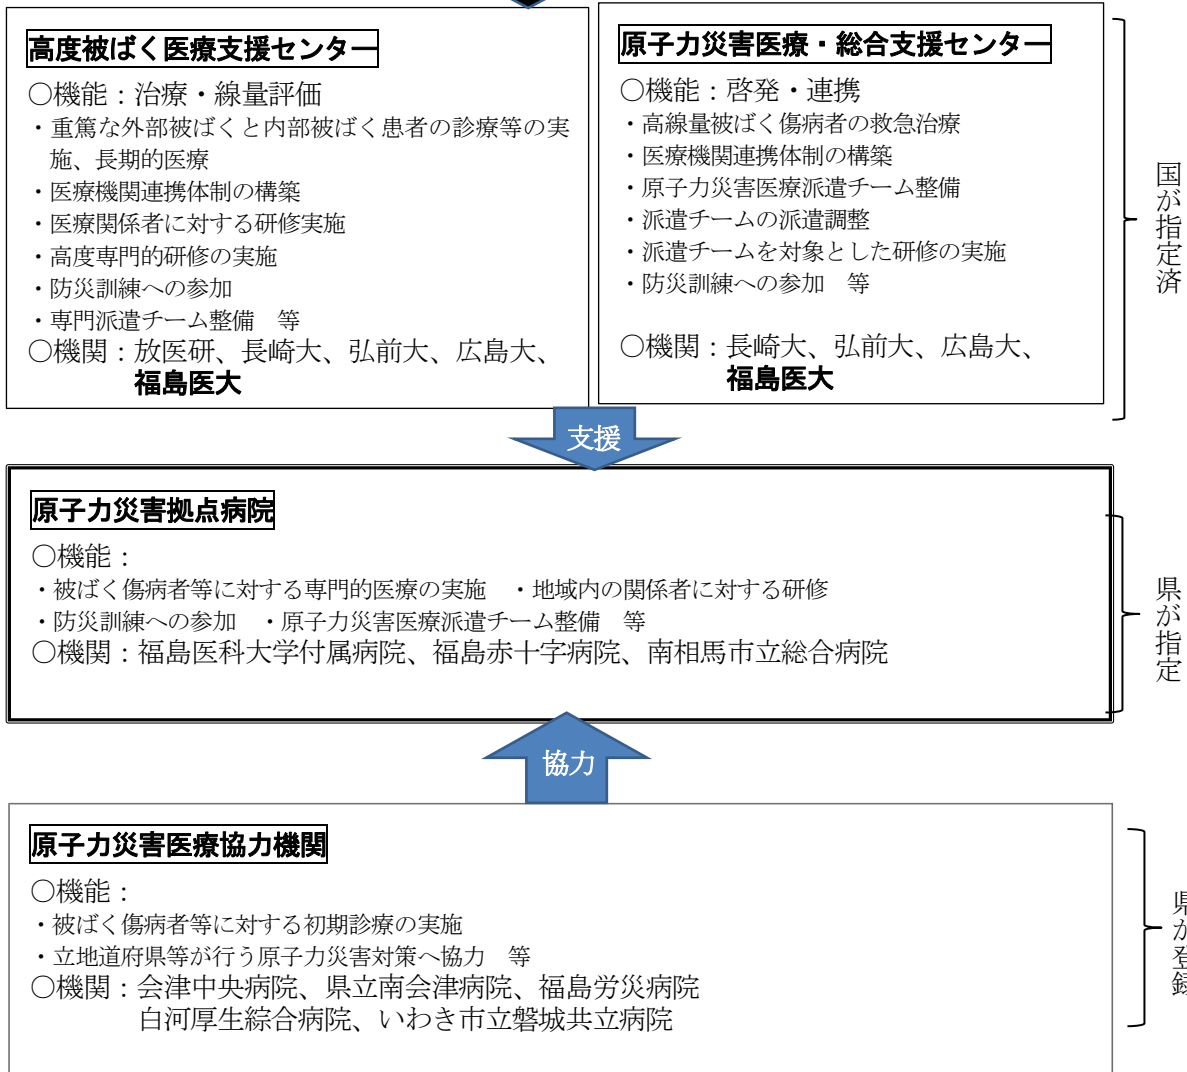 高度被ばく医療支援センター
○機能：治療・線量評価
・重篤な外部被ばくと内部被ばく患者の診療等の実
施、長期的医療
・医療機関連携体制の構築
・医療関係者に対する研修実施
・高度専門的研修の実施
・防災訓練への参加
・専門派遣チーム整備　等
○機関：放医研、長崎大、弘前大、広島大、
福島医大
原子力災害医療・総合支援センター
○機能：啓発・連携
・高線量被ばく傷病者の救急治療
・医療機関連携体制の構築
・原子力災害医療派遣チーム整備
・派遣チームの派遣調整
・派遣チームを対象とした研修の実施
・防災訓練への参加　等
○機関：長崎大、弘前大、広島大、
福島医大
国が指定済
支援
原子力災害拠点病院
○機能：
・被ばく傷病者等に対する専門的医療の実施　・地域内の関係者に対する研修
・防災訓練への参加　・原子力災害医療派遣チーム整備　等
○機関：福島医科大学付属病院、福島赤十字病院、南相馬市立総合病院
県が指定
協力
原子力災害医療協力機関
○機能：
・被ばく傷病者等に対する初期診療の実施
・立地道府県等が行う原子力災害対策へ協力　等
○機関：会津中央病院、県立南会津病院、福島労災病院
白河厚生綜合病院、いわき市立磐城共立病院
県が登録